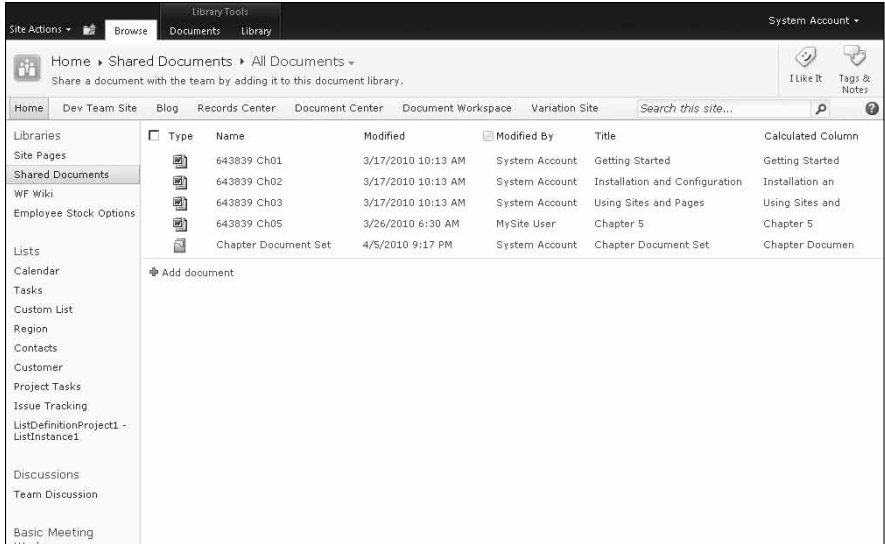 Library Tools
Site Actions Browse Documents Library System Account
Home Shared Documents All Documents
Share a document with the team by adding it to this document library.
I Like It Tags & Notes
Home Dev Team Site Blog Records Center Document Center Document Workspace Variation Site Search this site...
Libraries
Site Pages
Shared Documents
WF Wiki
Employee Stock Options
Lists
Calendar
Tasks
Custom List
Region
Contacts
Customer
Project Tasks
Issue Tracking
ListDefinitionProject1 -
ListInstance1
Discussions
Team Discussion
Basic Meeting
Type Name Modified Modified By Title Calculated Column
643839 Ch01 3/17/2010 10:13 AM System Account Getting Started Getting Started
643839 Ch02 3/17/2010 10:13 AM System Account Installation and Configuration Installation an
643839 Ch03 3/17/2010 10:13 AM System Account Using Sites and Pages Using Sites and
643839 Ch05 3/26/2010 6:30 AM MySite User Chapter 5 Chapter 5
Chapter Document Set 4/5/2010 9:17 PM System Account Chapter Document Set Chapter Documen
Add document